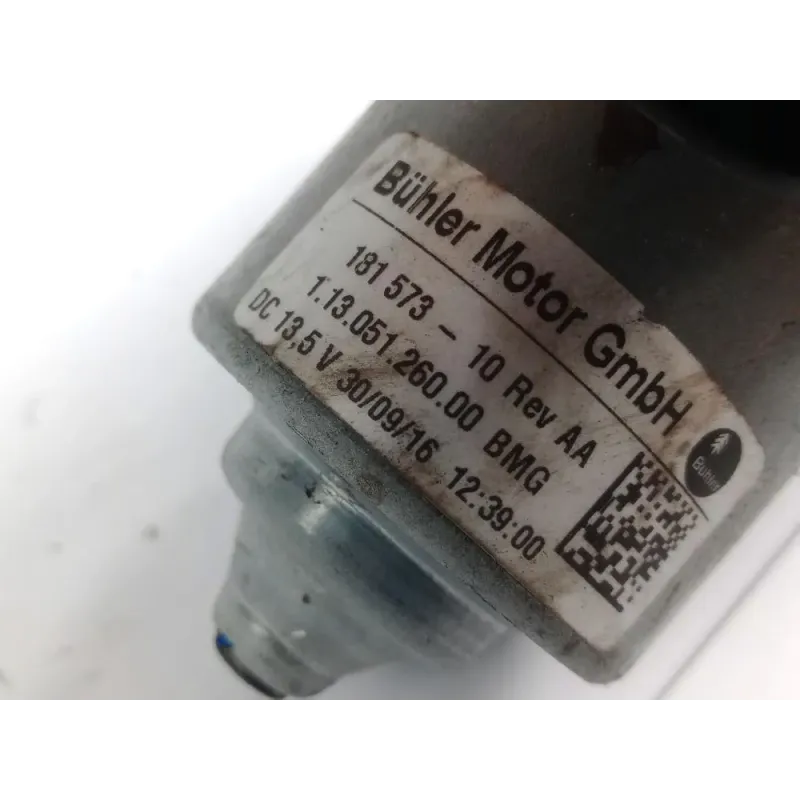 Bühler Motor GmbH
181 573 - 10 Rev AA
1.13.051.260.00 BMG
DC 13,5 V 30/09/16 12:39:00
Bühler